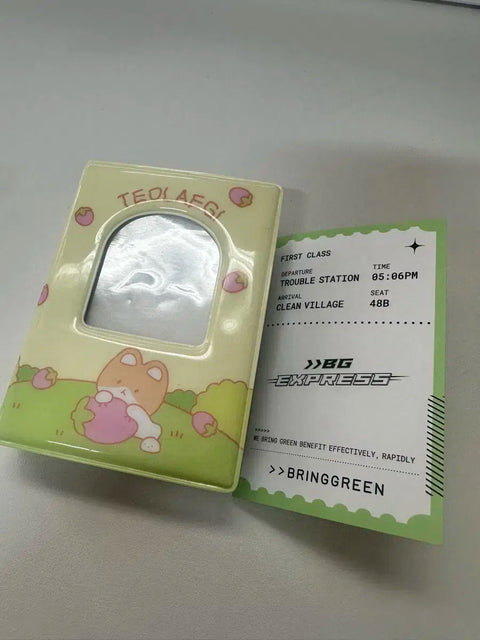 TEOLAEGI
FIRST CLASS
DEPARTURE
TROUBLE STATION
TIME
05:06PM
ARRIVAL
CLEAN VILLAGE
SEAT
48B
>>BG
EXPRESS
>>>>>
WE BRING GREEN BENEFIT EFFECTIVELY, RAPIDLY
>>BRINGGREEN